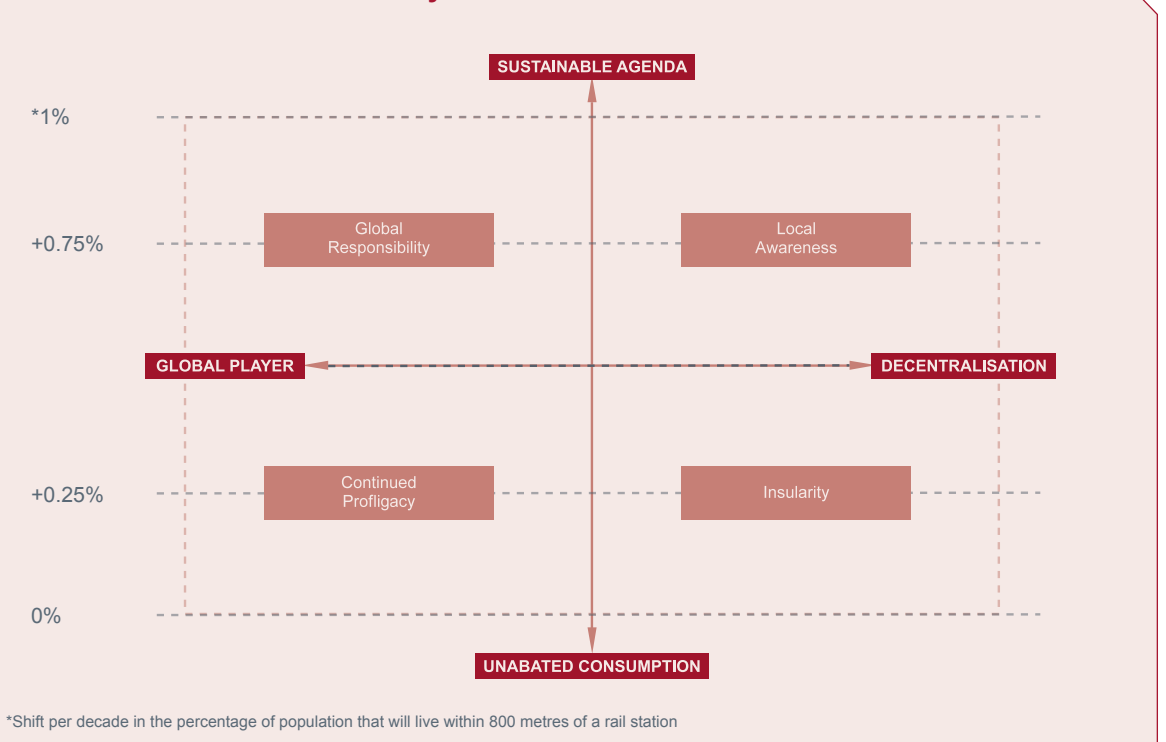 SUSTAINABLE AGENDA
*1%
Global
Responsibility
Local
Awareness
+0.75%
GLOBAL PLAYER
DECENTRALISATION
Continued
Profligacy
Insularity
+0.25%
0%
UNABATED CONSUMPTION
*Shift per decade in the percentage of population that will live within 800 metres of a rail station